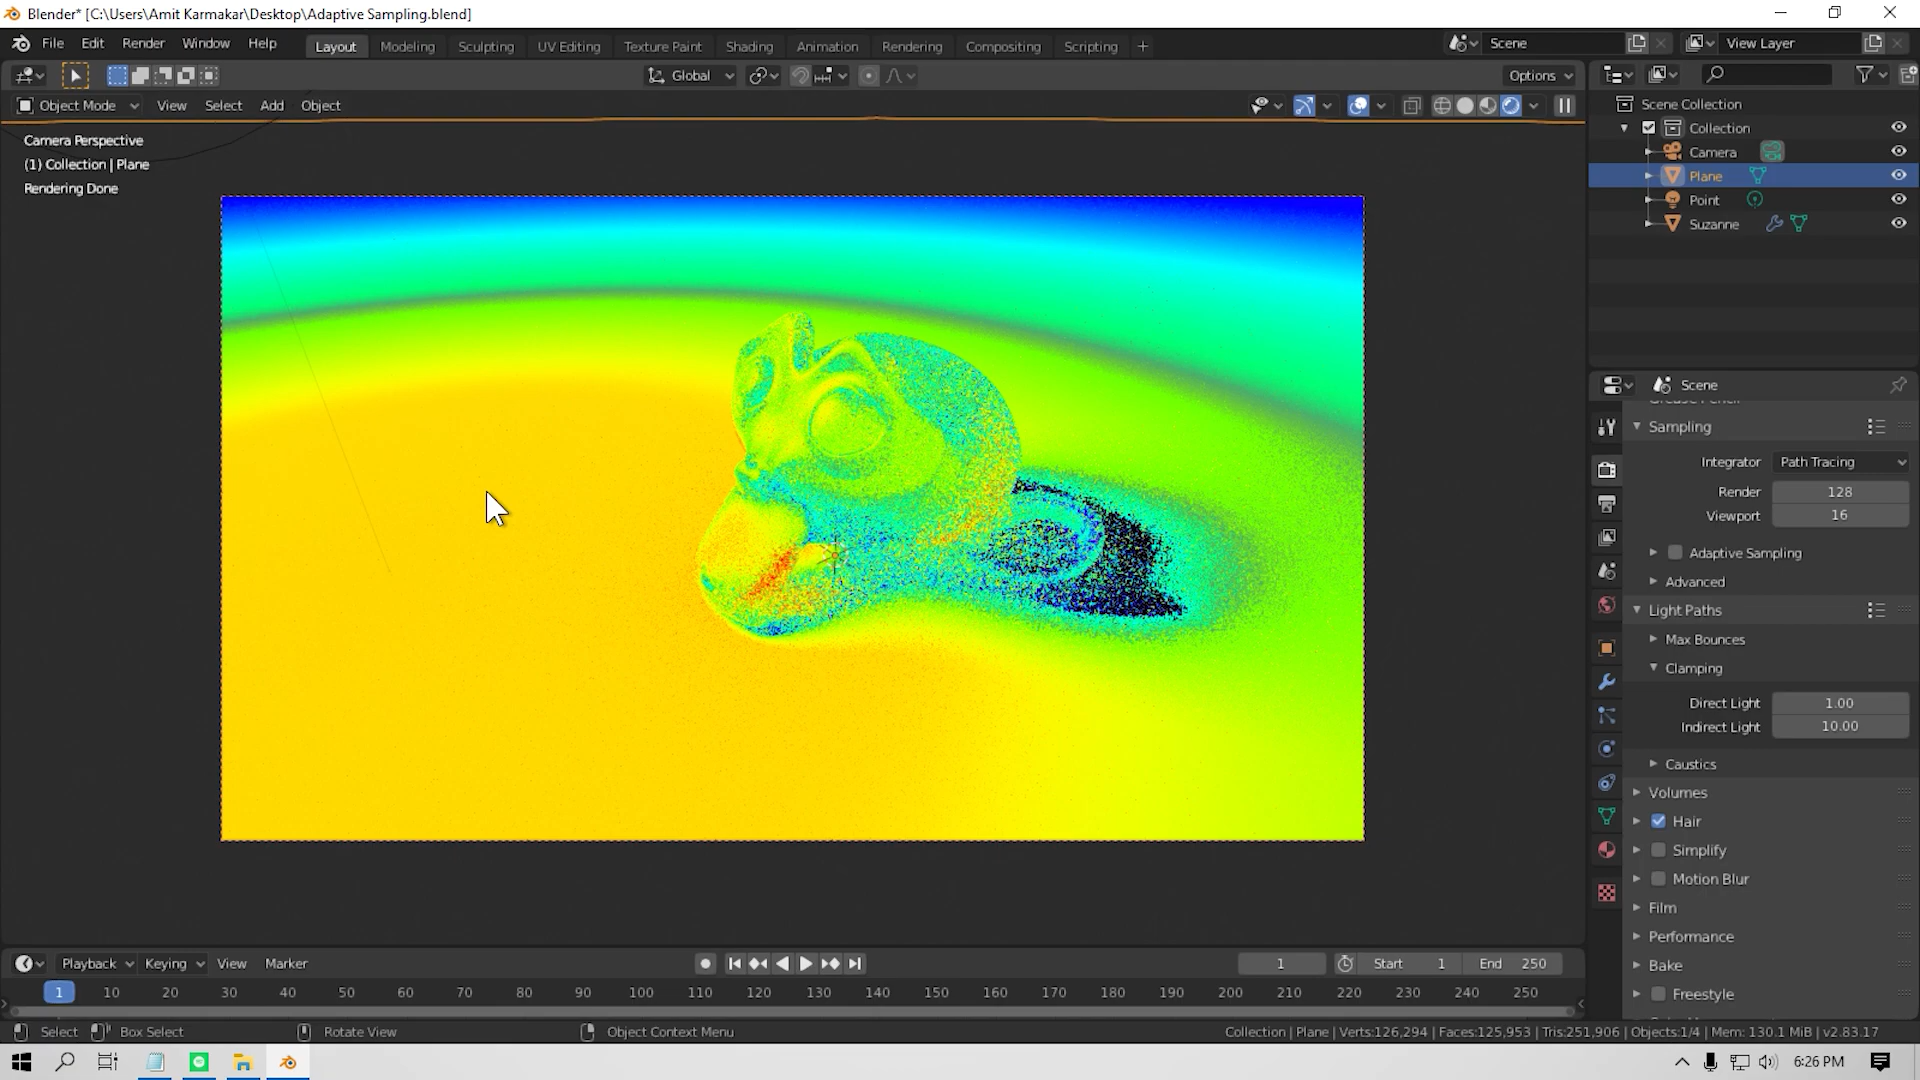 Blender* [C:\Users\Amit Karmakar\Desktop\Adaptive Sampling.blend]
File Edit Render Window Help Layout Modeling Sculpting UV Editing Texture Paint Shading Animation Rendering Compositing Scripting + Scene View Layer
Global Options
Object Mode View Select Add Object
Scene Collection
Collection
Camera
Plane
Point
Suzanne
Camera Perspective
(1) Collection | Plane
Rendering Done
Scene
Grease Pencil
Sampling
Integrator Path Tracing
Render 128
Viewport 16
Adaptive Sampling
Advanced
Light Paths
Max Bounces
Clamping
Direct Light 1.00
Indirect Light 10.00
Caustics
Volumes
Hair
Simplify
Motion Blur
Film
Performance
Bake
Freestyle
Playback Keying View Marker 1 Start 1 End 250
1 10 20 30 40 50 60 70 80 90 100 110 120 130 140 150 160 170 180 190 200 210 220 230 240 250
Select Box Select Rotate View Object Context Menu Collection | Plane | Verts:126,294 | Faces:125,953 | Tris:251,906 | Objects:1/4 | Mem: 130.1 MiB | v2.83.17
6:26 PM